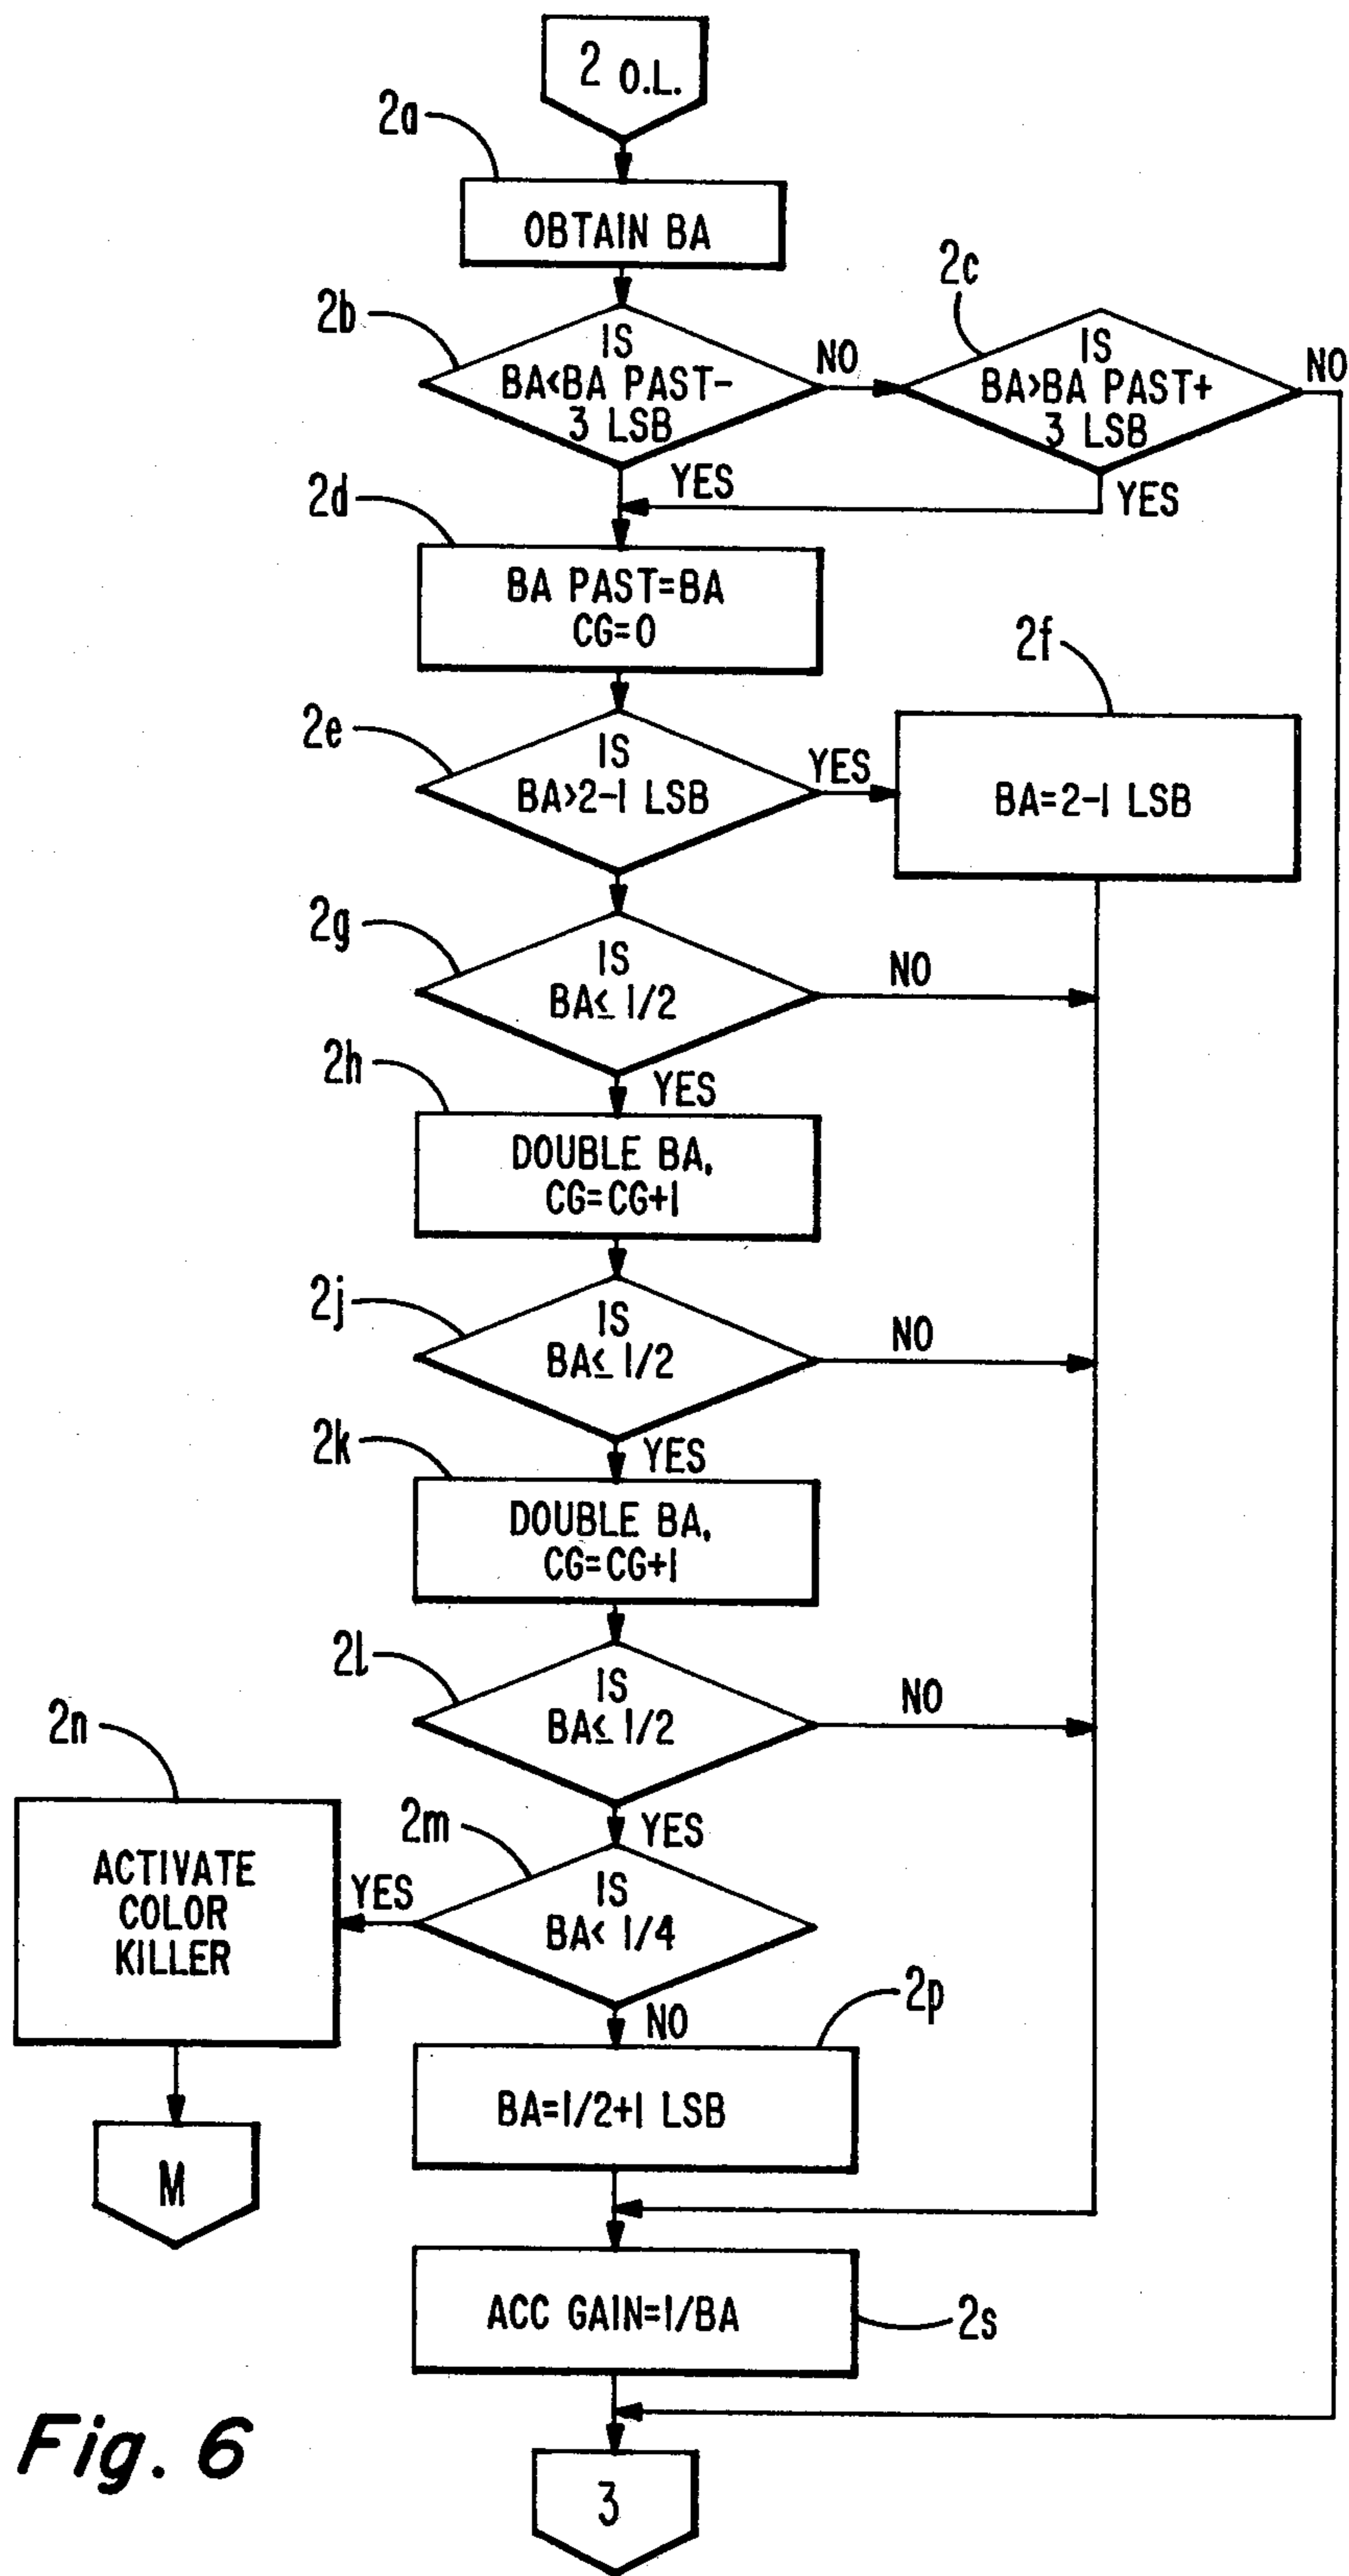 2 O.L.
2a
OBTAIN BA
2b
IS
BA<BA PAST-
3 LSB
NO
2c
IS
BA>BA PAST+
3 LSB
NO
YES
YES
2d
BA PAST=BA
CG=0
2e
IS
BA>2-1 LSB
YES
2f
BA=2-1 LSB
2g
IS
BA≤ 1/2
NO
YES
2h
DOUBLE BA,
CG=CG+1
2j
IS
BA≤ 1/2
NO
YES
2k
DOUBLE BA,
CG=CG+1
2l
IS
BA≤ 1/2
NO
YES
2m
IS
BA< 1/4
YES
2n
ACTIVATE
COLOR
KILLER
M
NO
2p
BA=1/2+1 LSB
ACC GAIN=1/BA
2s
3
Fig. 6